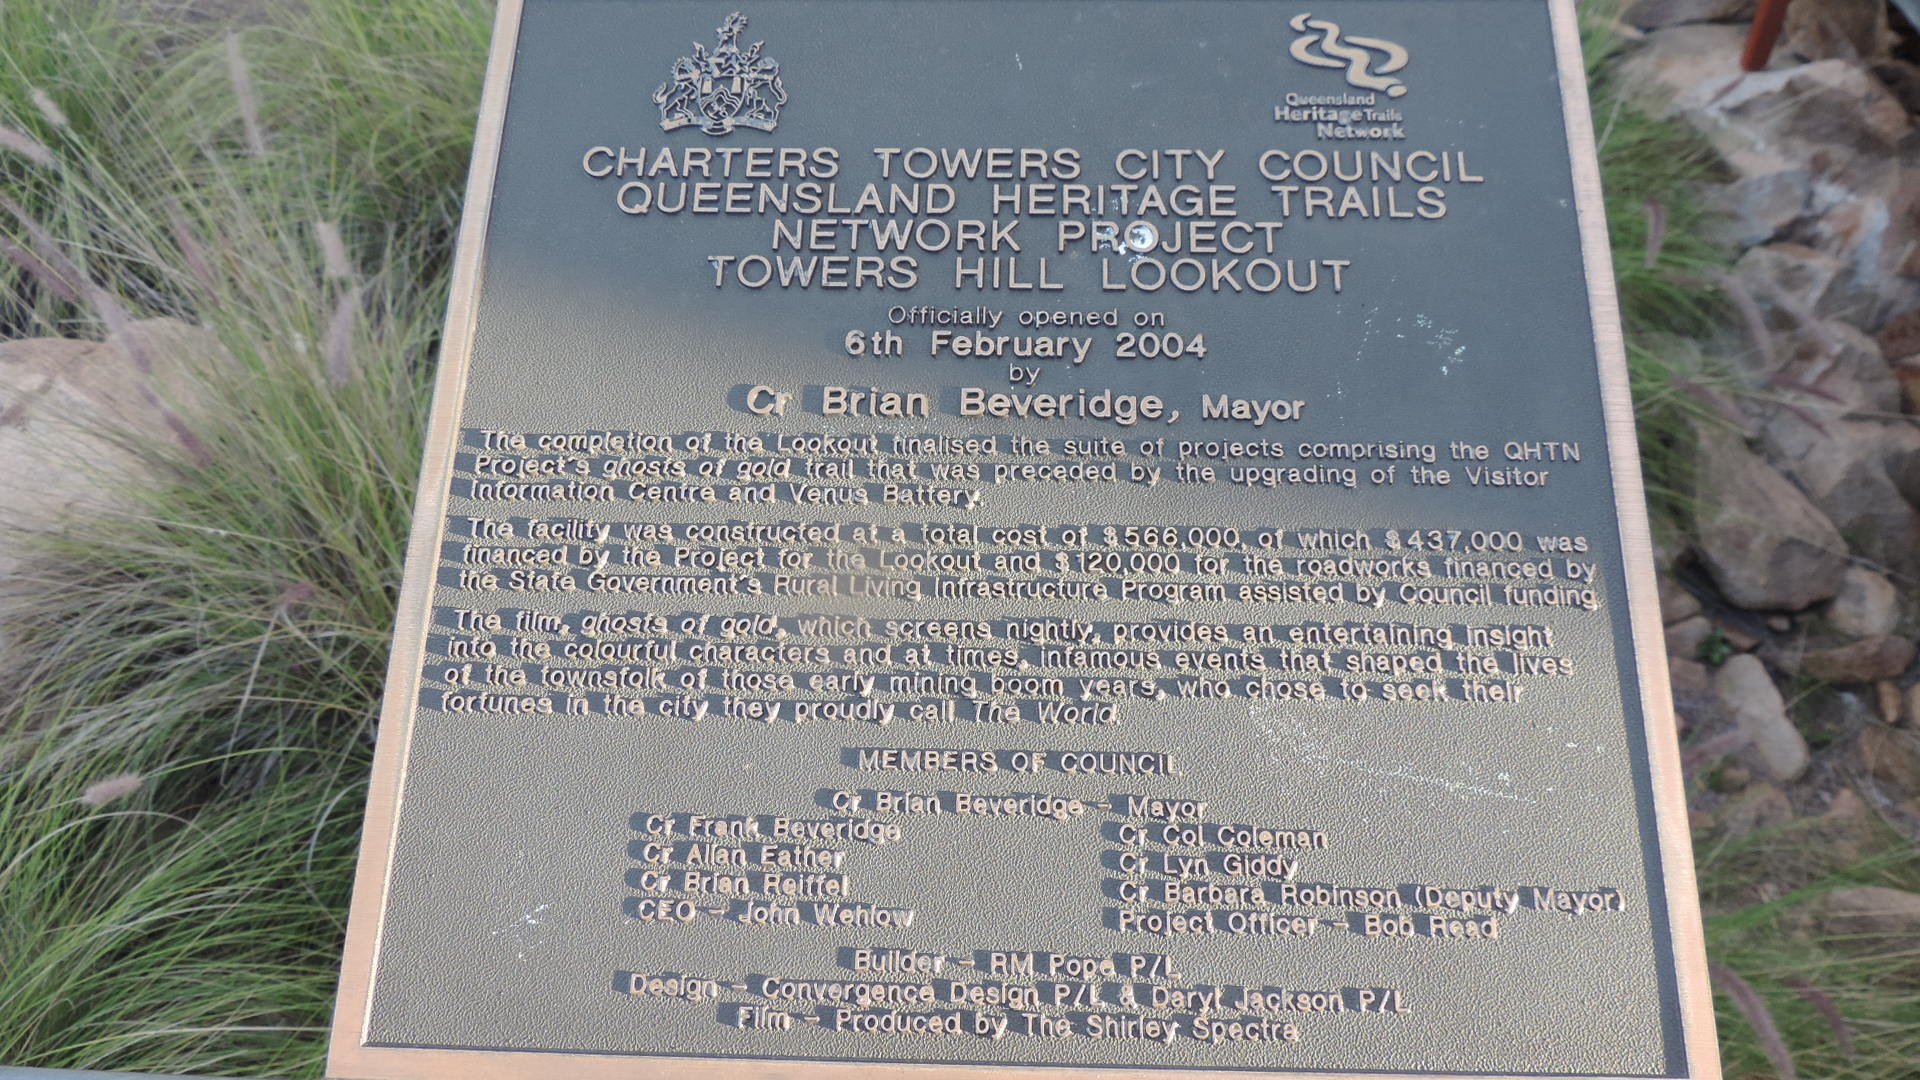 Queensland
Heritage Trails
Network
CHARTERS TOWERS CITY COUNCIL
QUEENSLAND HERITAGE TRAILS
NETWORK PROJECT
TOWERS HILL LOOKOUT
Officially opened on
6th February 2004
by
Cr Brian Beveridge, Mayor
The completion of the Lookout finalised the suite of projects comprising the QHTN
Project's ghosts of gold trail that was preceded by the upgrading of the Visitor
Information Centre and Venus Battery.
The facility was constructed at a total cost of $566,000, of which $437,000 was
financed by the Project for the Lookout and $120,000 for the roadworks financed by
the State Government's Rural Living Infrastructure Program assisted by Council funding.
The film, ghosts of gold, which screens nightly, provides an entertaining insight
into the colourful characters and at times, infamous events that shaped the lives
of the townsfolk of those early mining boom years, who chose to seek their
fortunes in the city they proudly call The World.
MEMBERS OF COUNCIL
Cr Brian Beveridge - Mayor
Cr Frank Beveridge
Cr Allan Eather
Cr Brian Reiffel
CEO - John Wehlow
Cr Col Coleman
Cr Lyn Giddy
Cr Barbara Robinson (Deputy Mayor)
Project Officer - Bob Read
Builder - RM Pope P/L
Design - Convergence Design P/L & Daryl Jackson P/L
Film - Produced by The Shirley Spectra